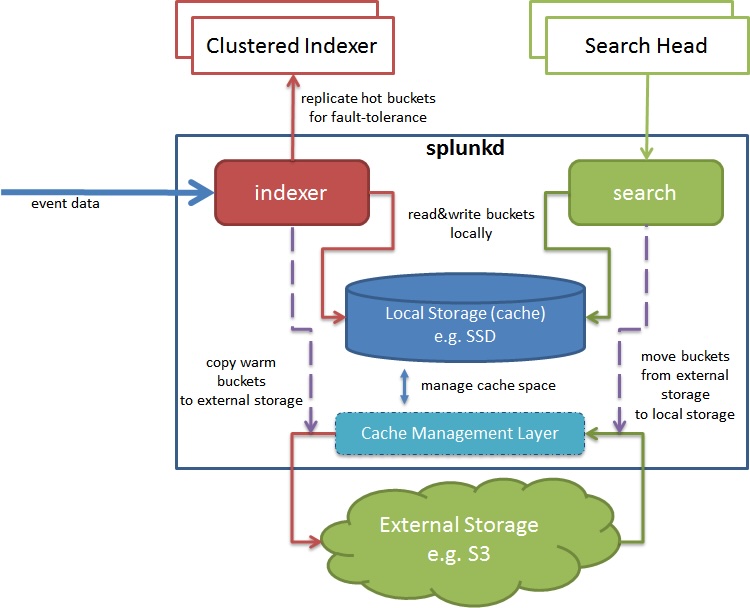 Clustered Indexer
Search Head
replicate hot buckets
for fault-tolerance
splunkd
indexer
search
event data
read&write buckets
locally
Local Storage (cache)
e.g. SSD
copy warm
buckets
to external storage
manage cache space
move buckets
from external
storage
to local storage
Cache Management Layer
External Storage
e.g. S3